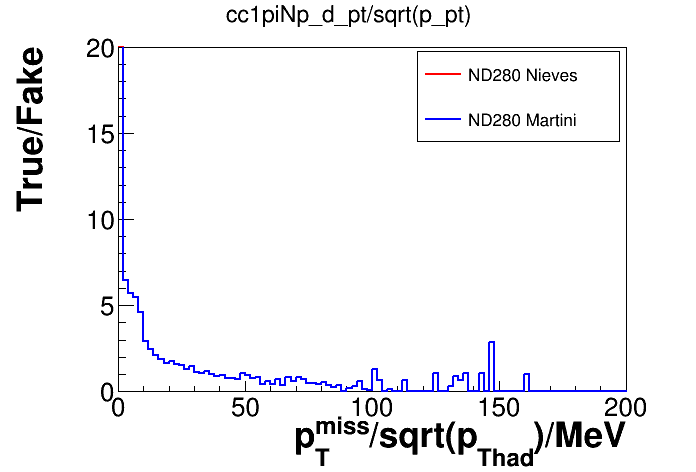 cc1piNp_d_pt/sqrt(p_pt)
True/Fake
20
15
10
5
0
ND280 Nieves
ND280 Martini
0 50 100 150 200
p_T^miss/sqrt(p_Thad)/MeV